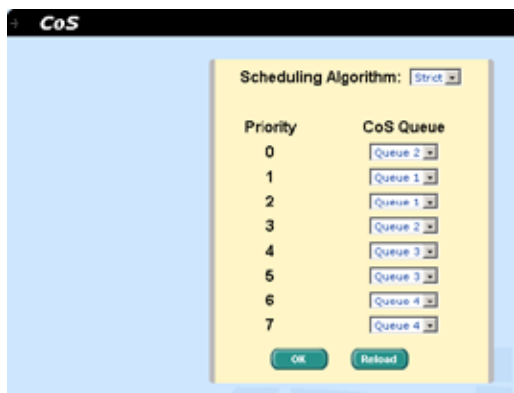 CoS
Scheduling Algorithm: Strict
Priority CoS Queue
0 Queue 2
1 Queue 1
2 Queue 1
3 Queue 2
4 Queue 3
5 Queue 3
6 Queue 4
7 Queue 4
OK Reload